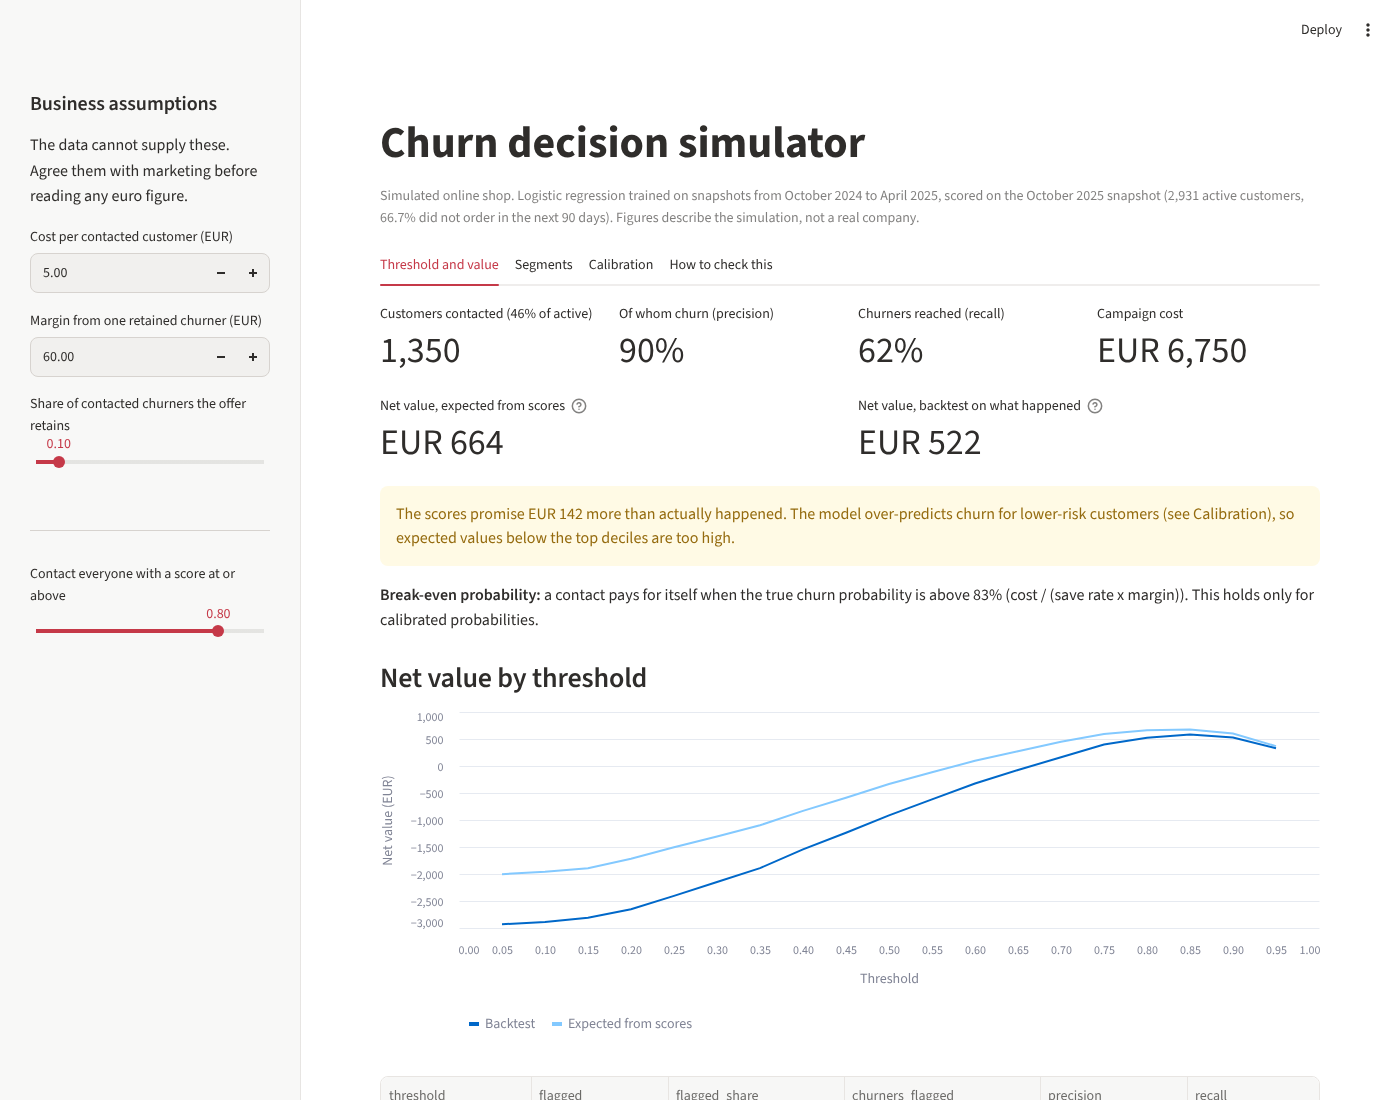 Deploy
Business assumptions
The data cannot supply these.
Agree them with marketing before
reading any euro figure.
Cost per contacted customer (EUR)
5.00
Margin from one retained churner (EUR)
60.00
Share of contacted churners the offer
retains
0.10
Contact everyone with a score at or
above
0.80
Churn decision simulator
Simulated online shop. Logistic regression trained on snapshots from October 2024 to April 2025, scored on the October 2025 snapshot (2,931 active customers,
66.7% did not order in the next 90 days). Figures describe the simulation, not a real company.
Threshold and value Segments Calibration How to check this
Customers contacted (46% of active) Of whom churn (precision) Churners reached (recall) Campaign cost
1,350 90% 62% EUR 6,750
Net value, expected from scores Net value, backtest on what happened
EUR 664 EUR 522
The scores promise EUR 142 more than actually happened. The model over-predicts churn for lower-risk customers (see Calibration), so
expected values below the top deciles are too high.
Break-even probability: a contact pays for itself when the true churn probability is above 83% (cost / (save rate x margin)). This holds only for
calibrated probabilities.
Net value by threshold
1,000
500
0
−500
−1,000
−1,500
−2,000
−2,500
−3,000
Net value (EUR)
0.00 0.05 0.10 0.15 0.20 0.25 0.30 0.35 0.40 0.45 0.50 0.55 0.60 0.65 0.70 0.75 0.80 0.85 0.90 0.95 1.00
Threshold
Backtest Expected from scores
threshold flagged flagged_share churners_flagged precision recall